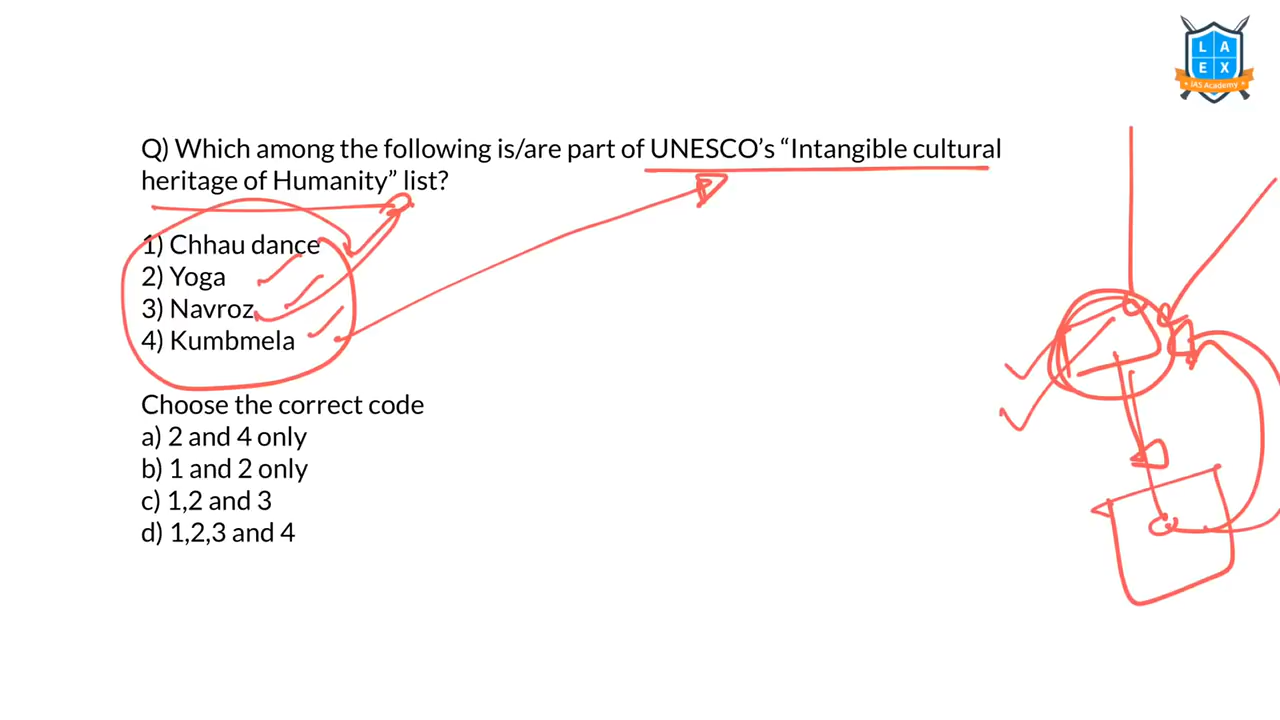 L A
E X
IAS Academy
Q) Which among the following is/are part of UNESCO's “Intangible cultural
heritage of Humanity” list?
1) Chhau dance
2) Yoga
3) Navroz
4) Kumbmela
Choose the correct code
a) 2 and 4 only
b) 1 and 2 only
c) 1,2 and 3
d) 1,2,3 and 4